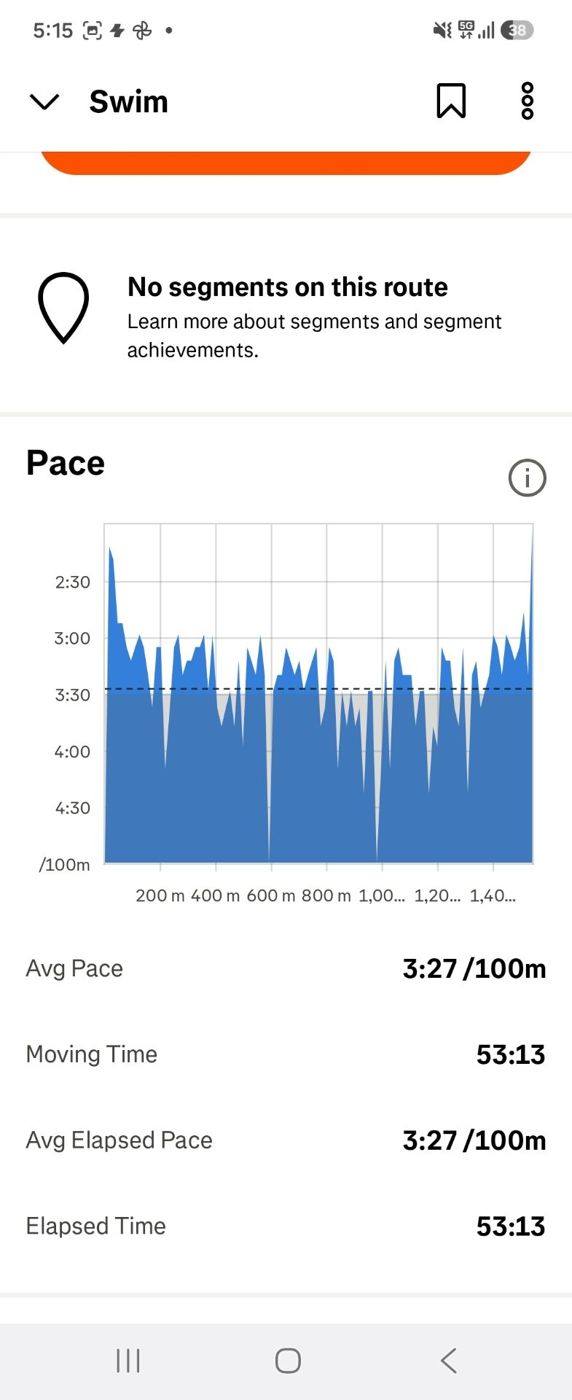 5:15
5G
38
Swim
No segments on this route
Learn more about segments and segment
achievements.
Pace
i
2:30
3:00
3:30
4:00
4:30
/100m
200 m 400 m 600 m 800 m 1,00... 1,20... 1,40...
Avg Pace 3:27 /100m
Moving Time 53:13
Avg Elapsed Pace 3:27 /100m
Elapsed Time 53:13